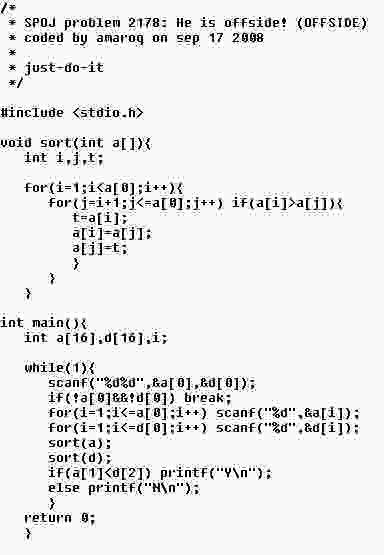 /*
 * SPOJ problem 2178: He is offside! (OFFSIDE)
 * coded by amaroq on sep 17 2008
 *
 * just-do-it
 */

#include <stdio.h>

void sort(int a[]){
   int i,j,t;

   for(i=1;i<a[0];i++){
      for(j=i+1;j<=a[0];j++) if(a[i]>a[j]){
         t=a[i];
         a[i]=a[j];
         a[j]=t;
         }
      }
   }

int main(){
   int a[16],d[16],i;

   while(1){
      scanf("%d%d",&a[0],&d[0]);
      if(!a[0]&&!d[0]) break;
      for(i=1;i<=a[0];i++) scanf("%d",&a[i]);
      for(i=1;i<=d[0];i++) scanf("%d",&d[i]);
      sort(a);
      sort(d);
      if(a[1]<d[2]) printf("Y\n");
      else printf("N\n");
      }
   return 0;
   }